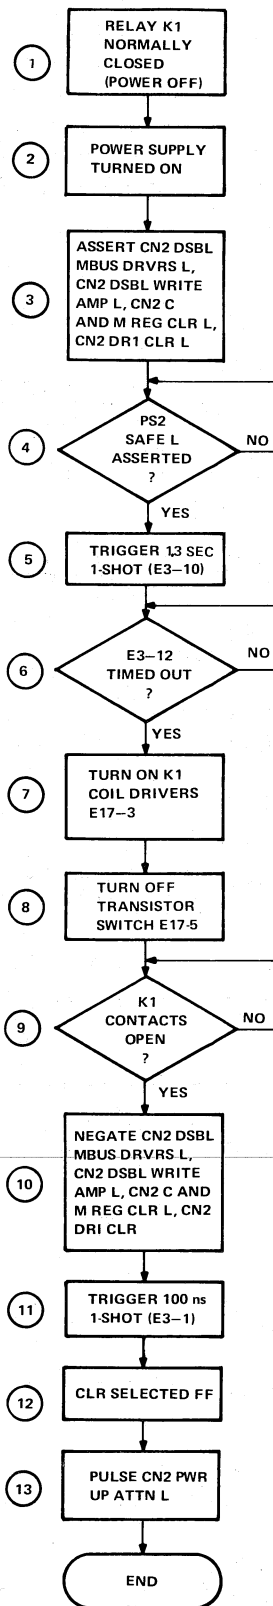 1
RELAY K1
NORMALLY
CLOSED
(POWER OFF)
2
POWER SUPPLY
TURNED ON
3
ASSERT CN2 DSBL
MBUS DRVRS L,
CN2 DSBL WRITE
AMP L, CN2 C
AND M REG CLR L,
CN2 DR1 CLR L
4
PS2
SAFE L
ASSERTED
?
NO
YES
5
TRIGGER 1.3 SEC
1-SHOT (E3-10)
6
E3-12
TIMED OUT
?
NO
YES
7
TURN ON K1
COIL DRIVERS
E17-3
8
TURN OFF
TRANSISTOR
SWITCH E17-5
9
K1
CONTACTS
OPEN
?
NO
YES
10
NEGATE CN2 DSBL
MBUS DRVRS L,
CN2 DSBL WRITE
AMP L, CN2 C AND
M REG CLR L, CN2
DRI CLR
11
TRIGGER 100 ns
1-SHOT (E3-1)
12
CLR SELECTED FF
13
PULSE CN2 PWR
UP ATTN L
END